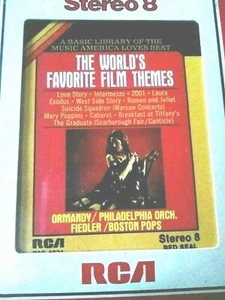 Stereo 8
A BASIC LIBRARY OF THE
MUSIC AMERICA LOVES BEST
THE WORLD'S
FAVORITE FILM THEMES
Love Story • Intermezzo • 2001 • Laura
Exodus • West Side Story • Romeo and Juliet
Suicide Squadron (Warsaw Concerto)
Mary Poppins • Cabaret • Breakfast at Tiffany's
The Graduate (Scarborough Fair/Canticle)
ORMANDY/PHILADELPHIA ORCH.
FIEDLER/BOSTON POPS
RCA Stereo 8
RED SEAL
RCA